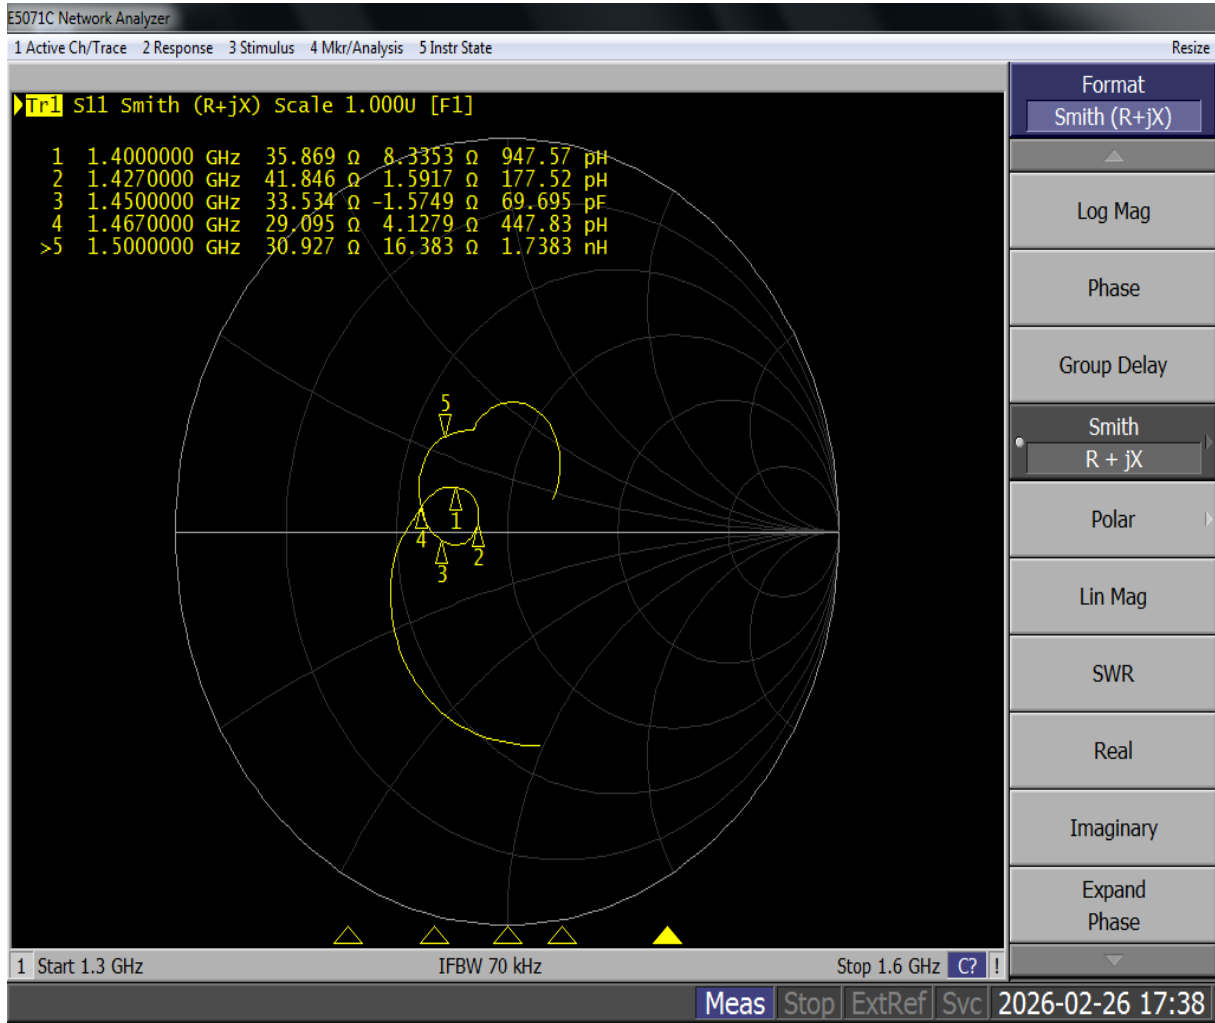 E5071C Network Analyzer
1 Active Ch/Trace 2 Response 3 Stimulus 4 Mkr/Analysis 5 Instr State Resize
Tr1 S11 Smith (R+jX) Scale 1.000U [F1]
1 1.4000000 GHz 35.869 Ω 8.3353 Ω 947.57 pH
2 1.4270000 GHz 41.846 Ω 1.5917 Ω 177.52 pH
3 1.4500000 GHz 33.534 Ω -1.5749 Ω 69.695 pF
4 1.4670000 GHz 29.095 Ω 4.1279 Ω 447.83 pH
>5 1.5000000 GHz 30.927 Ω 16.383 Ω 1.7383 nH
5
1
4
2
3
1 Start 1.3 GHz IFBW 70 kHz Stop 1.6 GHz C? !
Format
Smith (R+jX)
Log Mag
Phase
Group Delay
Smith
R + jX
Polar
Lin Mag
SWR
Real
Imaginary
Expand
Phase
Meas Stop ExtRef Svc 2026-02-26 17:38